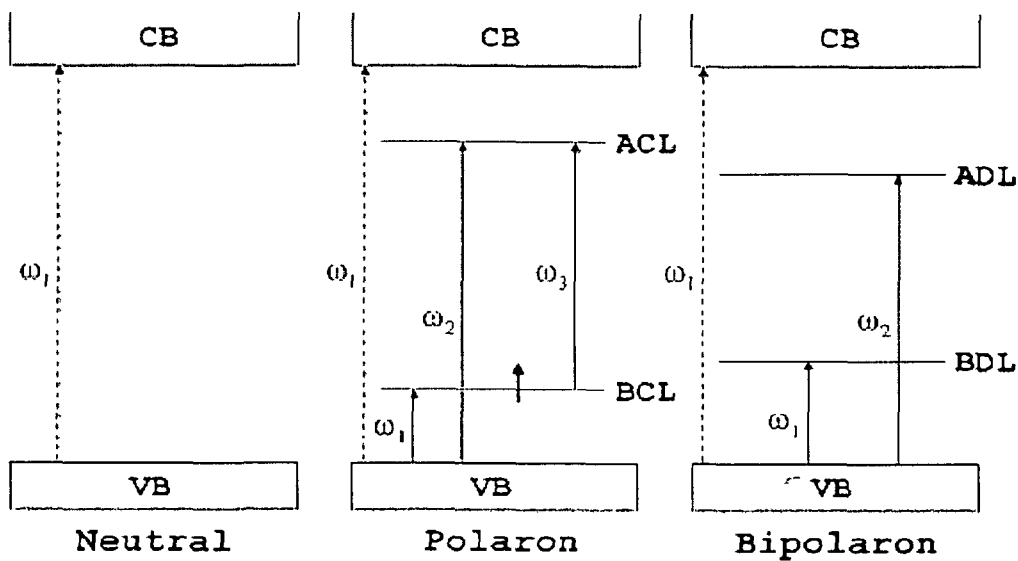 CB CB CB
ACL
ADL
ω₁ ω₁ ω₃ ω₁
ω₂ ω₂
BDL
BCL
ω₁ ω₁
VB VB VB
Neutral Polaron Bipolaron